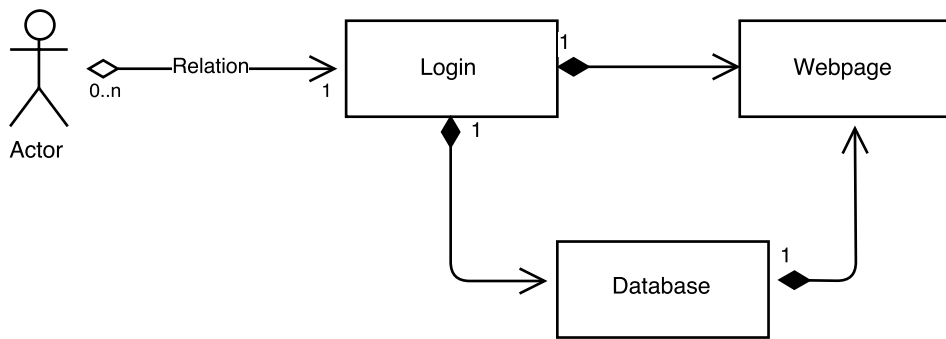 1
Relation
Login
Webpage
0..n
1
1
Actor
1
Database